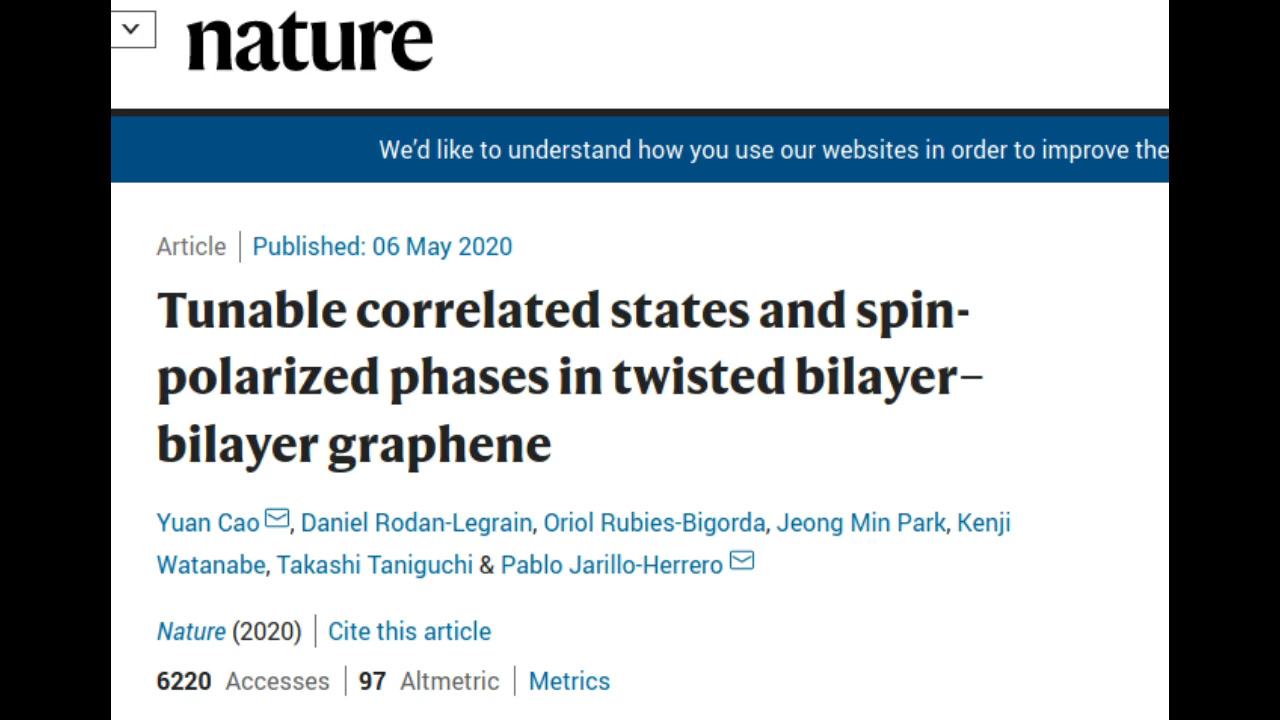 nature
We'd like to understand how you use our websites in order to improve the
Article | Published: 06 May 2020
Tunable correlated states and spin-
polarized phases in twisted bilayer–
bilayer graphene
Yuan Cao, Daniel Rodan-Legrain, Oriol Rubies-Bigorda, Jeong Min Park, Kenji
Watanabe, Takashi Taniguchi & Pablo Jarillo-Herrero
Nature (2020) | Cite this article
6220 Accesses | 97 Altmetric | Metrics